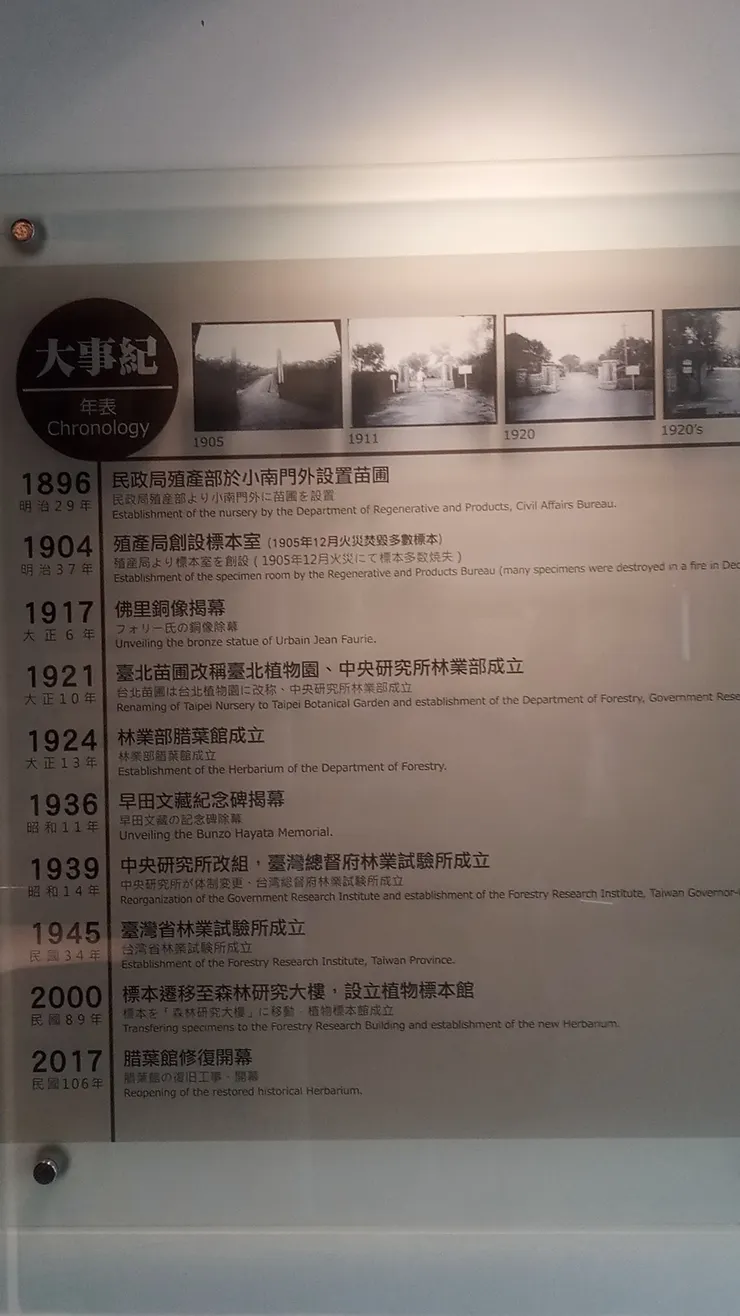 大事紀
年表
Chronology
1905
1911
1920
1920's
1896
明治29年
民政局殖產部於小南門外設置苗圃
民政局殖産部より小南門外に苗圃を設置
Establishment of the nursery by the Department of Regenerative and Products, Civil Affairs Bureau.
1904
明治37年
殖產局創設標本室 (1905年12月火災焚毀多數標本)
殖産局より標本室を創設 ( 1905年12月火災にて標本多数焼失 )
Establishment of the specimen room by the Regenerative and Products Bureau (many specimens were destroyed in a fire in Dec
1917
大正6年
佛里銅像揭幕
フォリー氏の銅像除幕
Unveiling the bronze statue of Urbain Jean Faurie.
1921
大正10年
臺北苗圃改稱臺北植物園、中央研究所林業部成立
台北苗圃は台北植物園に改称、中央研究所林業部成立
Renaming of Taipei Nursery to Taipei Botanical Garden and establishment of the Department of Forestry, Government Rese
1924
大正13年
林業部腊葉館成立
林業部腊葉館成立
Establishment of the Herbarium of the Department of Forestry.
1936
昭和11年
早田文藏紀念碑揭幕
早田文蔵の記念碑除幕
Unveiling the Bunzo Hayata Memorial.
1939
昭和14年
中央研究所改組，臺灣總督府林業試驗所成立
中央研究所が体制変更・台湾総督府林業試験所成立
Reorganization of the Government Research Institute and establishment of the Forestry Research Institute, Taiwan Governor-
1945
民國34年
臺灣省林業試驗所成立
台湾省林業試験所成立
Establishment of the Forestry Research Institute, Taiwan Province.
2000
民國89年
標本遷移至森林研究大樓，設立植物標本館
標本を「森林研究大樓」に移動・植物標本館成立
Transfering specimens to the Forestry Research Building and establishment of the new Herbarium.
2017
民國106年
腊葉館修復開幕
腊葉館の復旧工事・開幕
Reopening of the restored historical Herbarium.